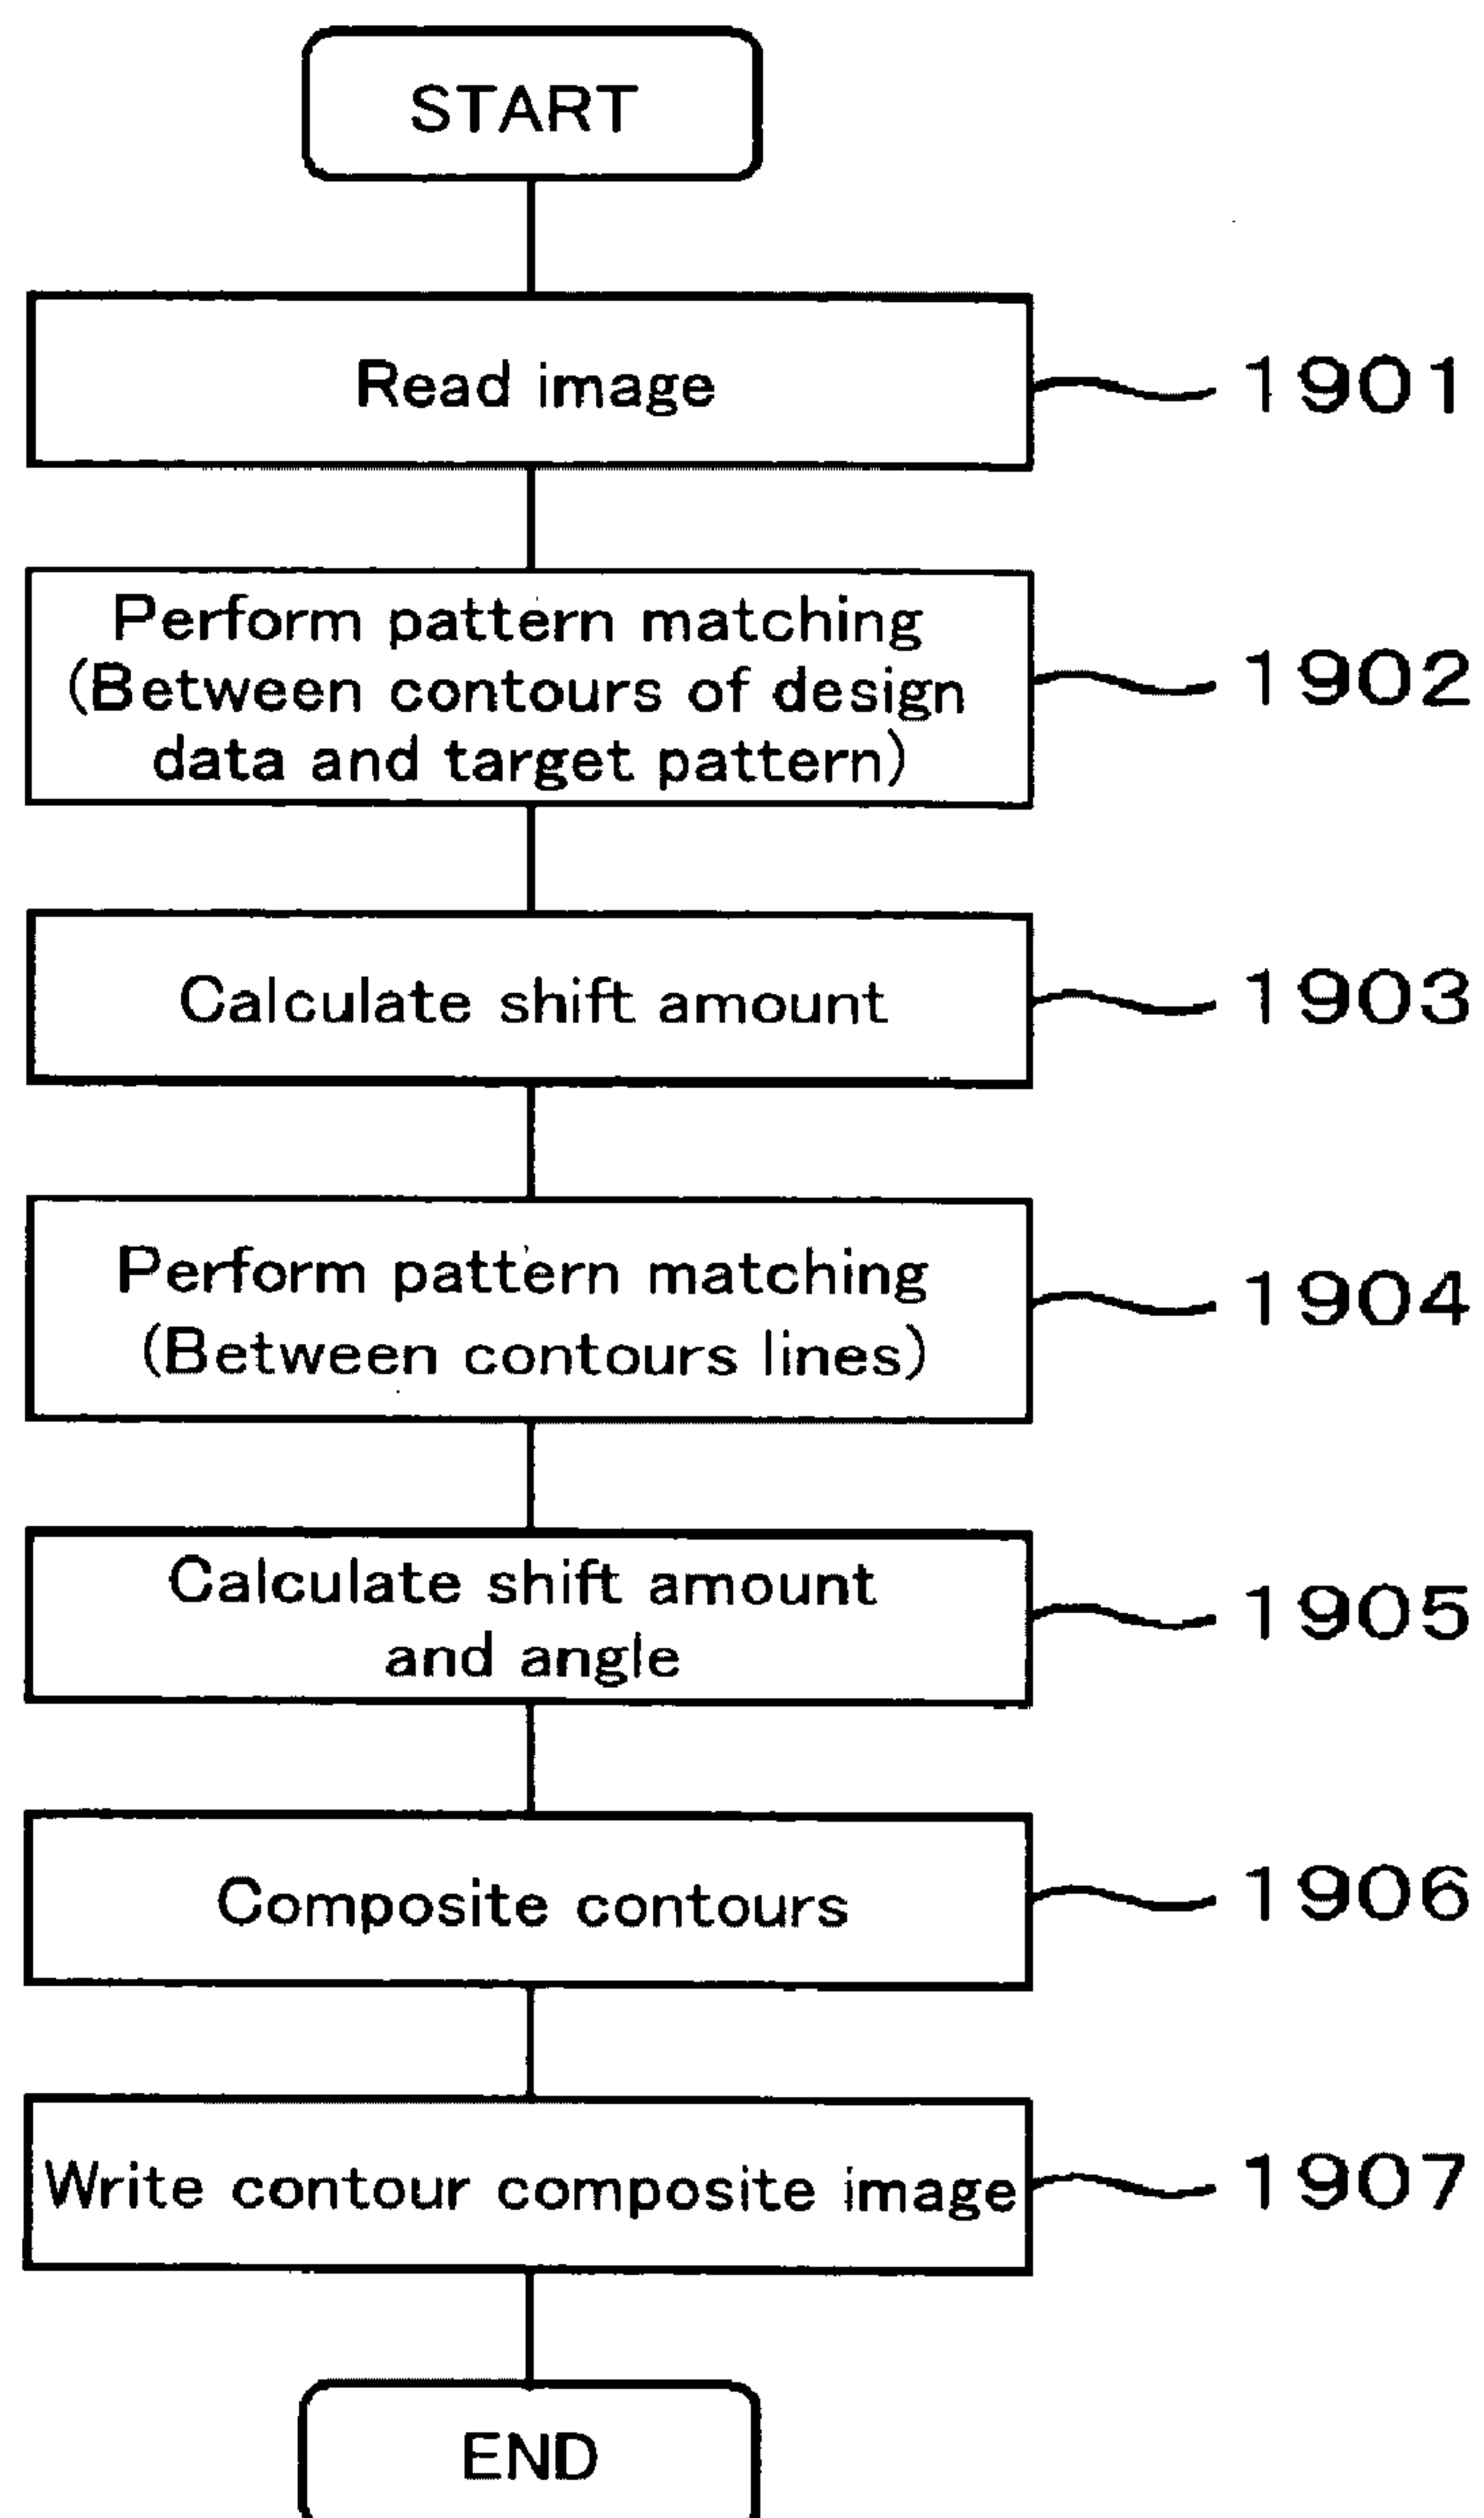 START
Read image
1901
Perform pattern matching
(Between contours of design
data and target pattern)
1902
Calculate shift amount
1903
Perform pattern matching
(Between contours lines)
1904
Calculate shift amount
and angle
1905
Composite contours
1906
Write contour composite image
1907
END